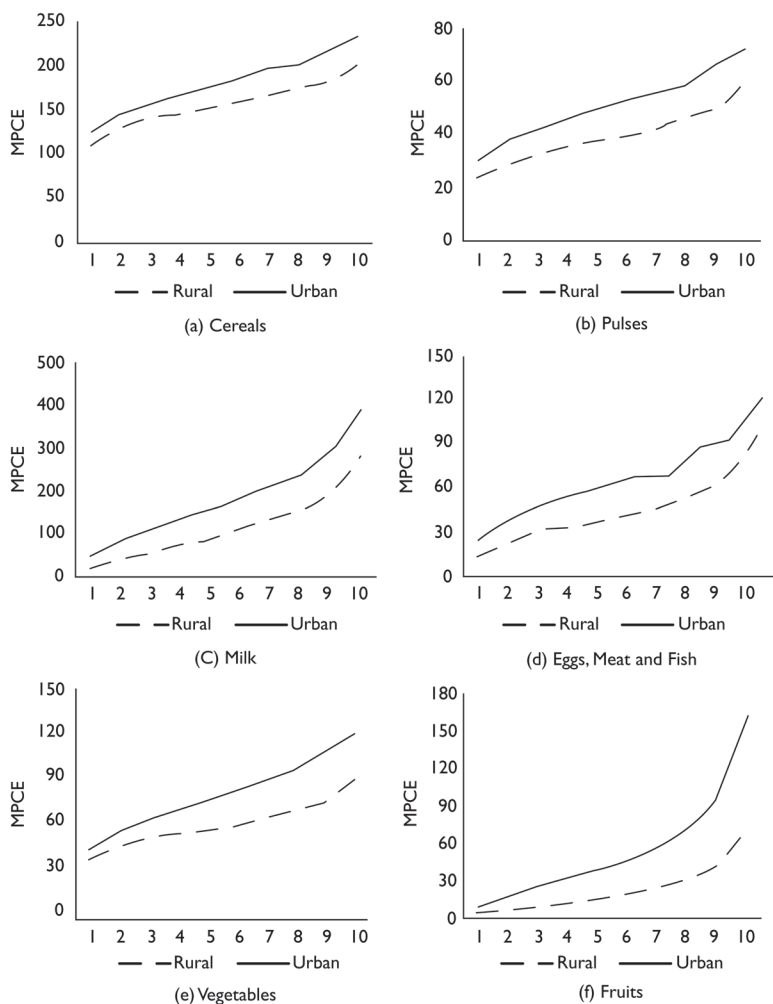 250
200
150
100
50
0
MPCE
1 2 3 4 5 6 7 8 9 10
Rural Urban
(a) Cereals
80
60
40
20
0
MPCE
1 2 3 4 5 6 7 8 9 10
Rural Urban
(b) Pulses
500
400
300
200
100
0
MPCE
1 2 3 4 5 6 7 8 9 10
Rural Urban
(C) Milk
150
120
90
60
30
0
MPCE
1 2 3 4 5 6 7 8 9 10
Rural Urban
(d) Eggs, Meat and Fish
150
120
90
60
30
0
MPCE
1 2 3 4 5 6 7 8 9 10
Rural Urban
(e) Vegetables
180
150
120
90
60
30
0
MPCE
1 2 3 4 5 6 7 8 9 10
Rural Urban
(f) Fruits